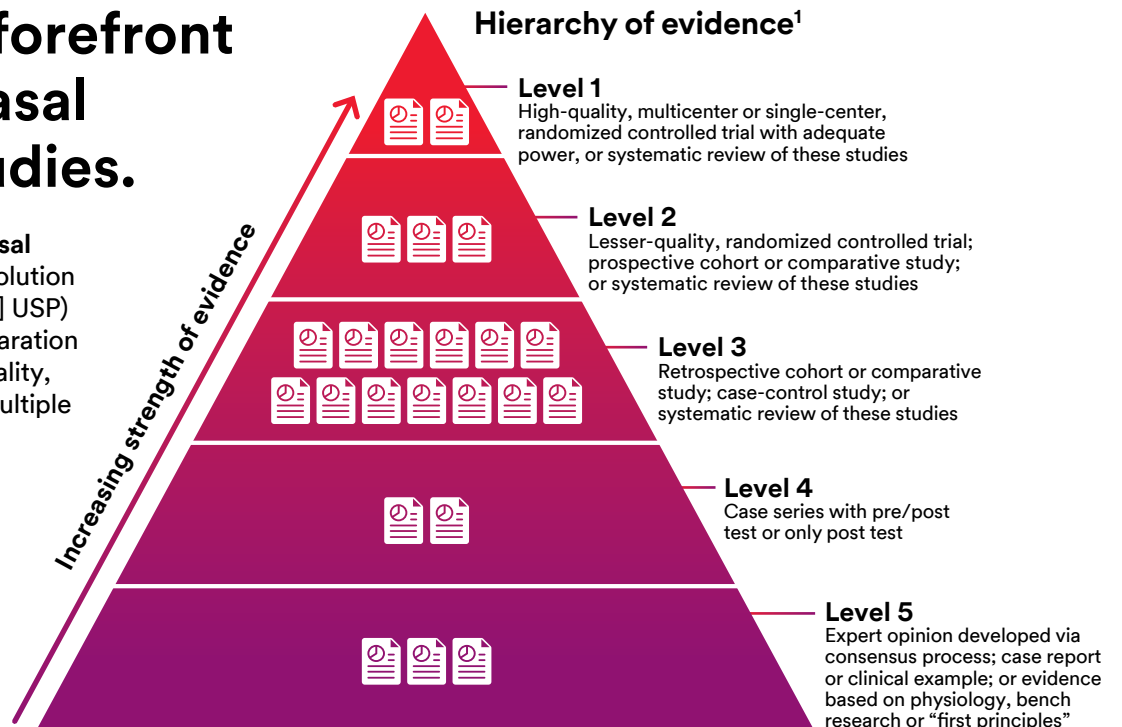 forefront
asal
udies.
sal
olution
] USP)
aration
ality,
ultiple
Increasing strength of evidence
Hierarchy of evidence¹
Level 1
High-quality, multicenter or single-center,
randomized controlled trial with adequate
power, or systematic review of these studies
Level 2
Lesser-quality, randomized controlled trial;
prospective cohort or comparative study;
or systematic review of these studies
Level 3
Retrospective cohort or comparative
study; case-control study; or
systematic review of these studies
Level 4
Case series with pre/post
test or only post test
Level 5
Expert opinion developed via
consensus process; case report
or clinical example; or evidence
based on physiology, bench
research or “first principles”